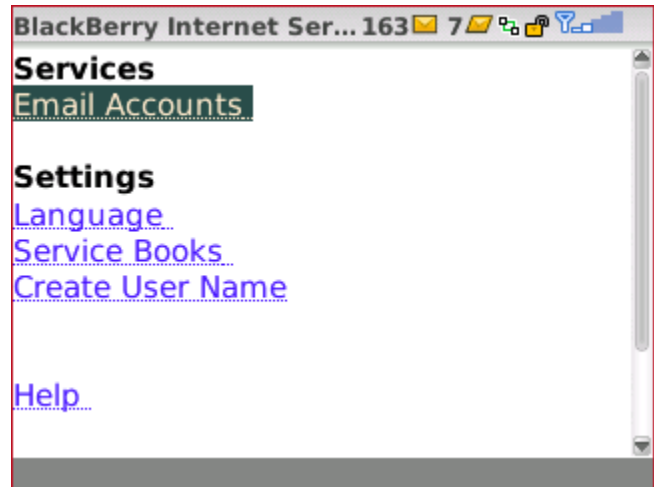 BlackBerry Internet Ser... 163 7
Services
Email Accounts
Settings
Language
Service Books
Create User Name
Help